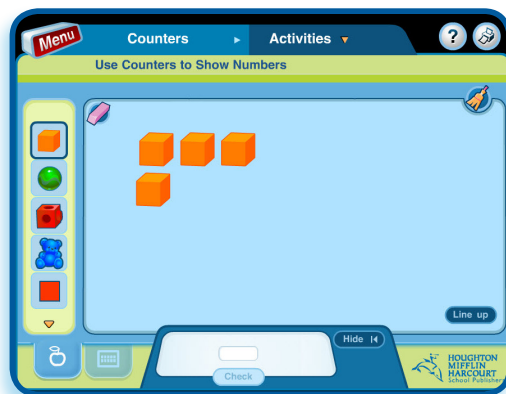 Menu
Counters
Activities
?
Use Counters to Show Numbers
Line up
Hide
Check
HOUGHTON
MIFFLIN
HARCOURT
School Publishers